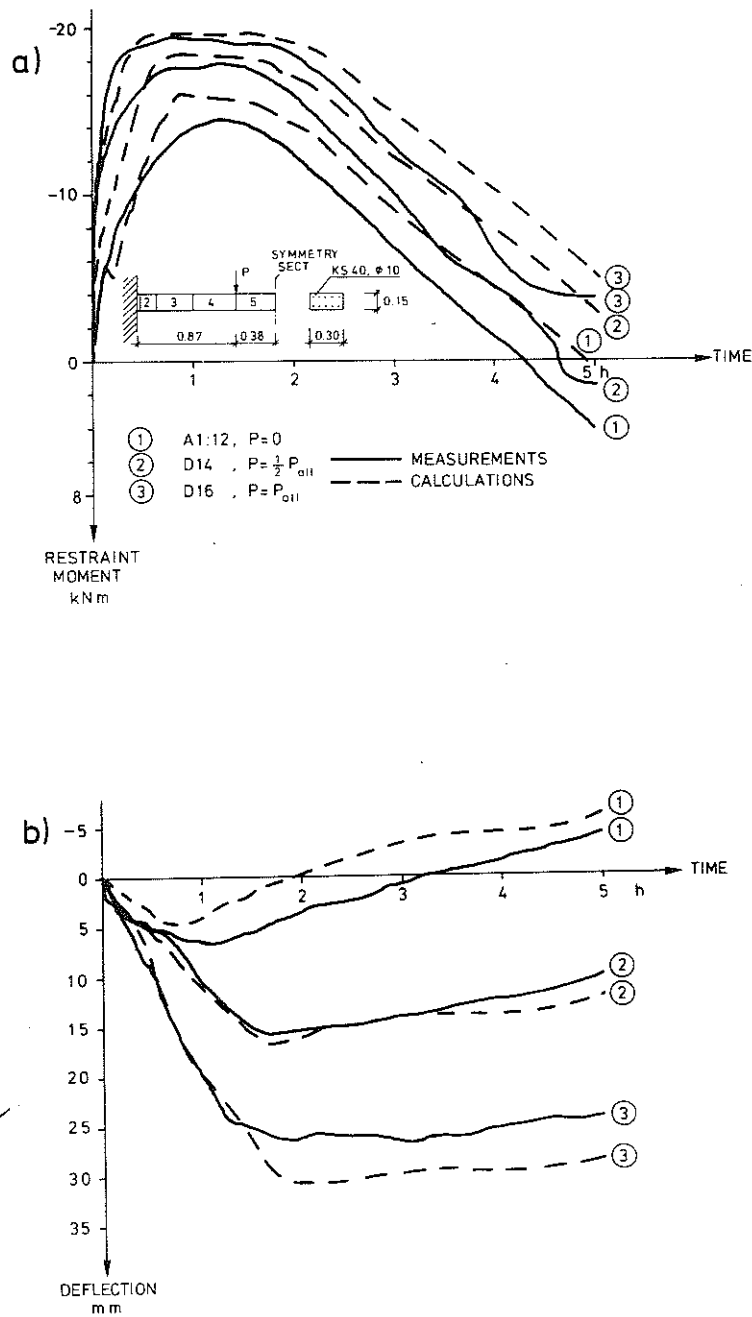 a)
-20
-10
0
8
P
SYMMETRY
SECT
KS 40, ϕ 10
2 3 4 5
0.15
0.87 0.38 0.30
1 2 3 4 5 h
TIME
3
3
2
1
2
1
1 A1:12, P=0
2 D14 , P=½ Pall
3 D16 , P=Pall
MEASUREMENTS
CALCULATIONS
RESTRAINT
MOMENT
kNm
b)
-5
0
5
10
15
20
25
30
35
1 2 3 4 5 h
TIME
1
1
2
2
3
3
DEFLECTION
mm